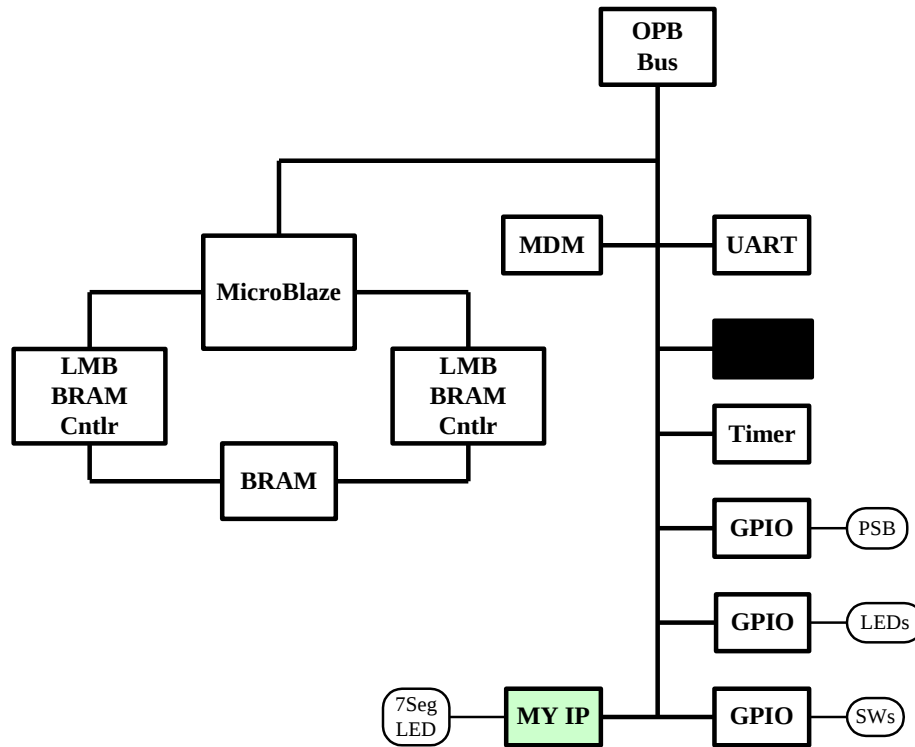 OPB
Bus
MDM
UART
MicroBlaze
LMB
BRAM
Cntlr
LMB
BRAM
Cntlr
Timer
BRAM
GPIO
PSB
GPIO
LEDs
7Seg
LED
MY IP
GPIO
SWs